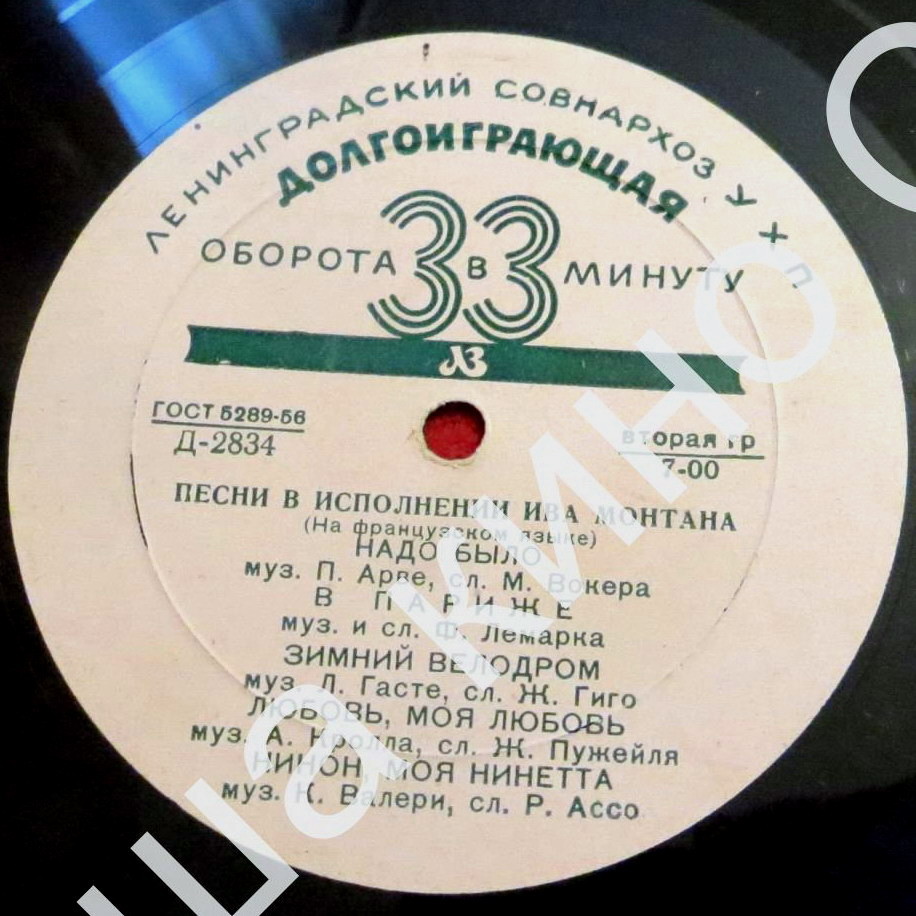 ЛЕНИНГРАДСКИЙ СОВНАРХОЗ У+П
ДОЛГОИГРАЮЩАЯ
ОБОРОТА 33 В МИНУТУ
ЛЗ
ГОСТ 5289-56
Д-2834
вторая гр
7-00
ПЕСНИ В ИСПОЛНЕНИИ ИВА МОНТАНА
(На французском языке)
НАДО БЫЛО
муз. П. Арве, сл. М. Вокера
В ПАРИЖЕ
муз. и сл. Ф. Лемарка
ЗИМНИЙ ВЕЛОДРОМ
муз. Л. Гасте, сл. Ж. Гиго
ЛЮБОВЬ, МОЯ ЛЮБОВЬ
муз. А. Кролла, сл. Ж. Пужейля
НИНОН, МОЯ НИНЕТТА
муз. К. Валери, сл. Р. Ассо
ша КИНО